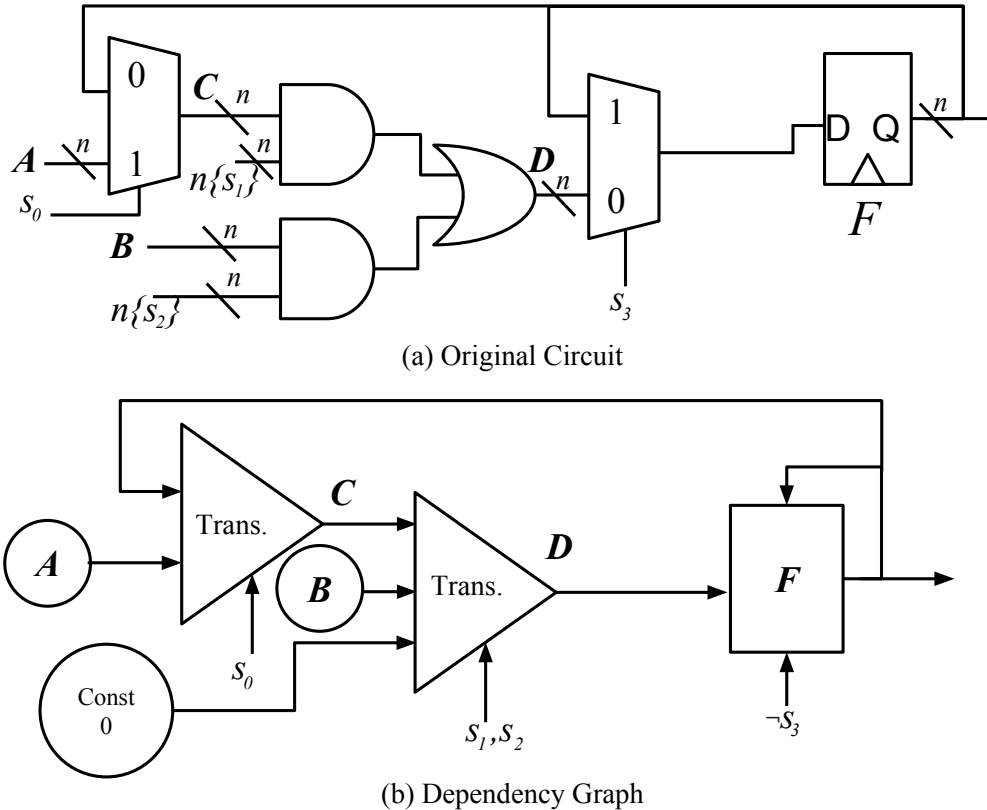 0
C
n
n
A
n
1
n{s₁}
s₀
B
n
n
n{s₂}
D
n
1
0
s₃
D Q
n
F
(a) Original Circuit
Trans.
C
A
B
Trans.
D
F
s₀
Const
0
s₁,s₂
¬s₃
(b) Dependency Graph